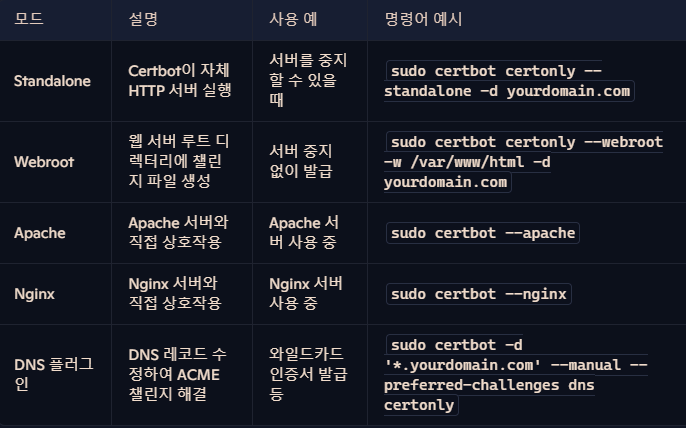 모드 설명 사용 예 명령어 예시
Standalone
Certbot이 자체
HTTP 서버 실행
서버를 중지
할 수 있을
때
sudo certbot certonly --
standalone -d yourdomain.com
Webroot
웹 서버 루트 디
렉터리에 챌린
지 파일 생성
서버 중지
없이 발급
sudo certbot certonly --webroot
-w /var/www/html -d
yourdomain.com
Apache
Apache 서버와
직접 상호작용
Apache 서
버 사용 중
sudo certbot --apache
Nginx
Nginx 서버와
직접 상호작용
Nginx 서버
사용 중
sudo certbot --nginx
DNS 플러그
인
DNS 레코드 수
정하여 ACME
챌린지 해결
와일드카드
인증서 발급
등
sudo certbot -d
'*.yourdomain.com' --manual --
preferred-challenges dns
certonly